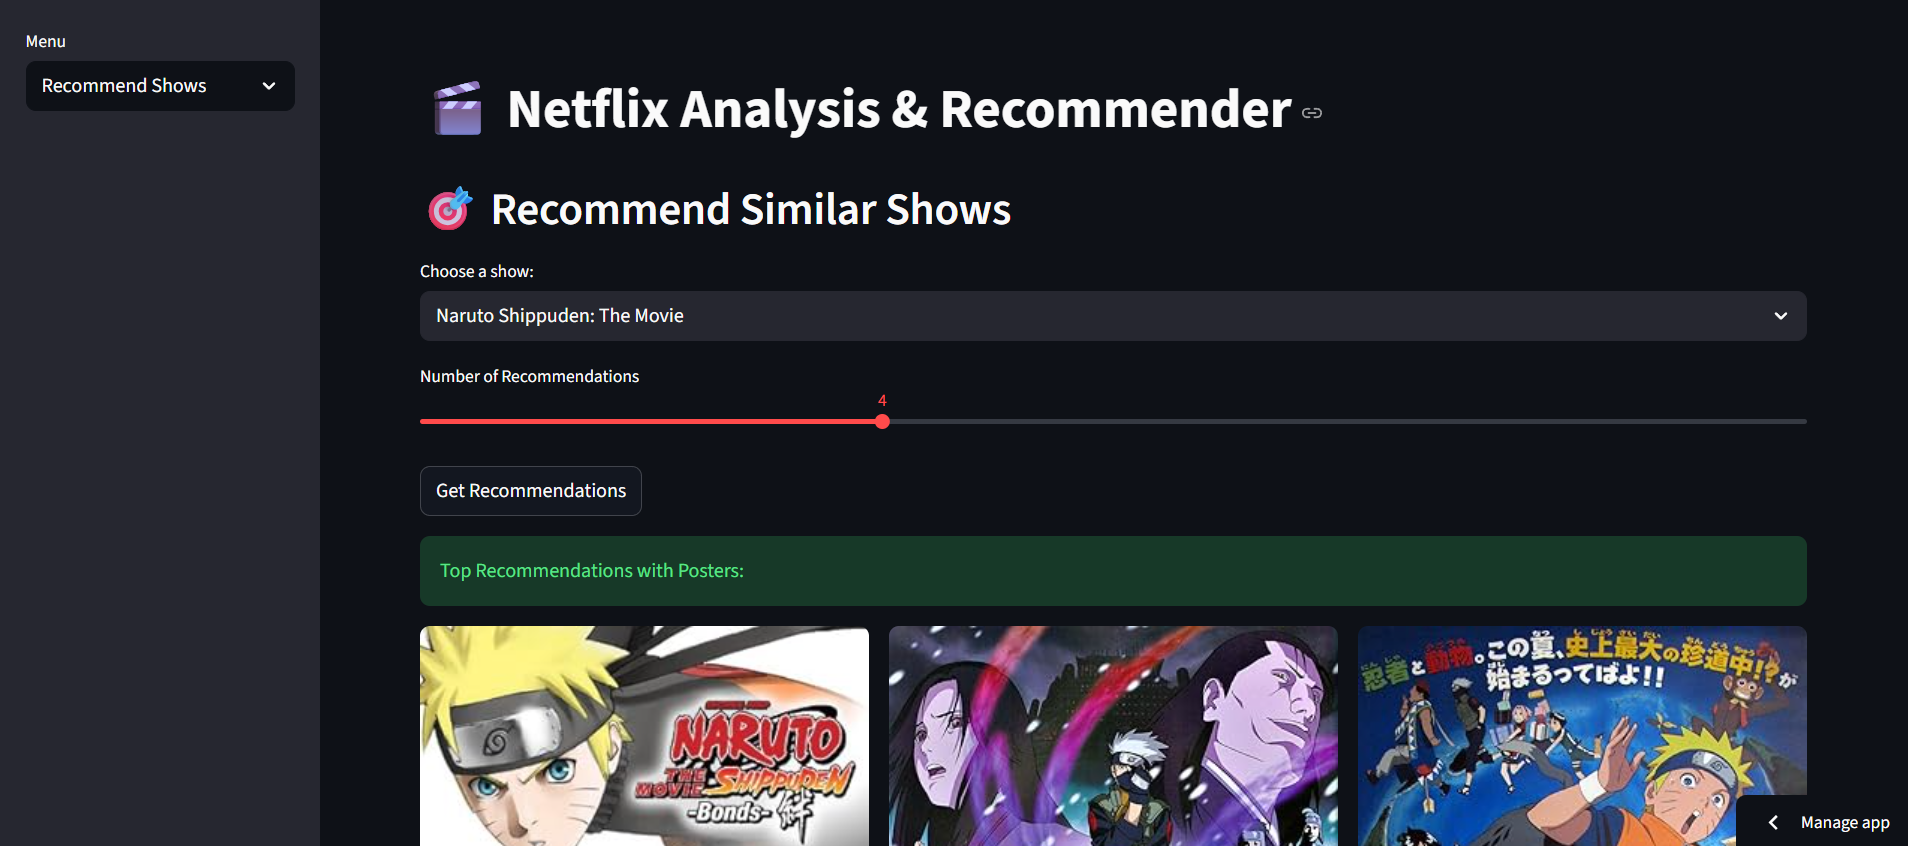 Menu
Recommend Shows
Netflix Analysis & Recommender
Recommend Similar Shows
Choose a show:
Naruto Shippuden: The Movie
Number of Recommendations
4
Get Recommendations
Top Recommendations with Posters:
NARUTO
THE MOVIE SHIPPUDEN
-Bonds- 絆
忍者と動物。この夏、史上最大の珍道中!?が
始まるってばよ!!
Manage app